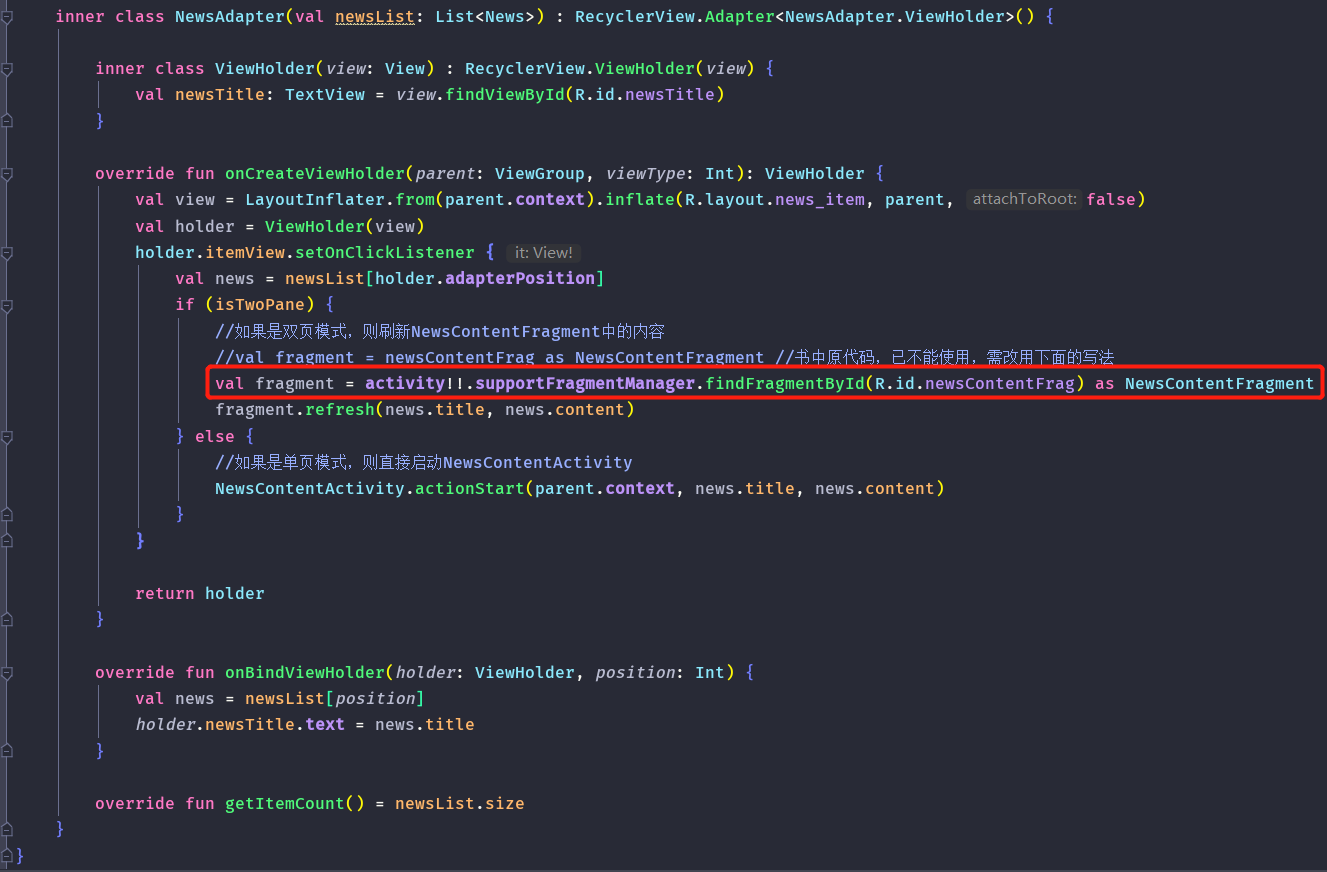 inner class NewsAdapter(val newsList: List<News>) : RecyclerView.Adapter<NewsAdapter.ViewHolder>() {
inner class ViewHolder(view: View) : RecyclerView.ViewHolder(view) {
val newsTitle: TextView = view.findViewById(R.id.newsTitle)
}
override fun onCreateViewHolder(parent: ViewGroup, viewType: Int): ViewHolder {
val view = LayoutInflater.from(parent.context).inflate(R.layout.news_item, parent, attachToRoot: false)
val holder = ViewHolder(view)
holder.itemView.setOnClickListener { it: View!
val news = newsList[holder.adapterPosition]
if (isTwoPane) {
//如果是双页模式，则刷新NewsContentFragment中的内容
//val fragment = newsContentFrag as NewsContentFragment //书中原代码，已不能使用，需改用下面的写法
val fragment = activity!!.supportFragmentManager.findFragmentById(R.id.newsContentFrag) as NewsContentFragment
fragment.refresh(news.title, news.content)
} else {
//如果是单页模式，则直接启动NewsContentActivity
NewsContentActivity.actionStart(parent.context, news.title, news.content)
}
}
return holder
}
override fun onBindViewHolder(holder: ViewHolder, position: Int) {
val news = newsList[position]
holder.newsTitle.text = news.title
}
override fun getItemCount() = newsList.size
}
}